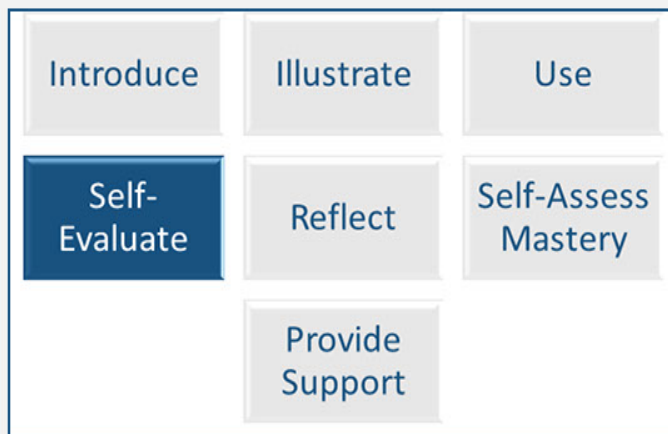 Introduce
Illustrate
Use
Self-
Evaluate
Reflect
Self-Assess
Mastery
Provide
Support